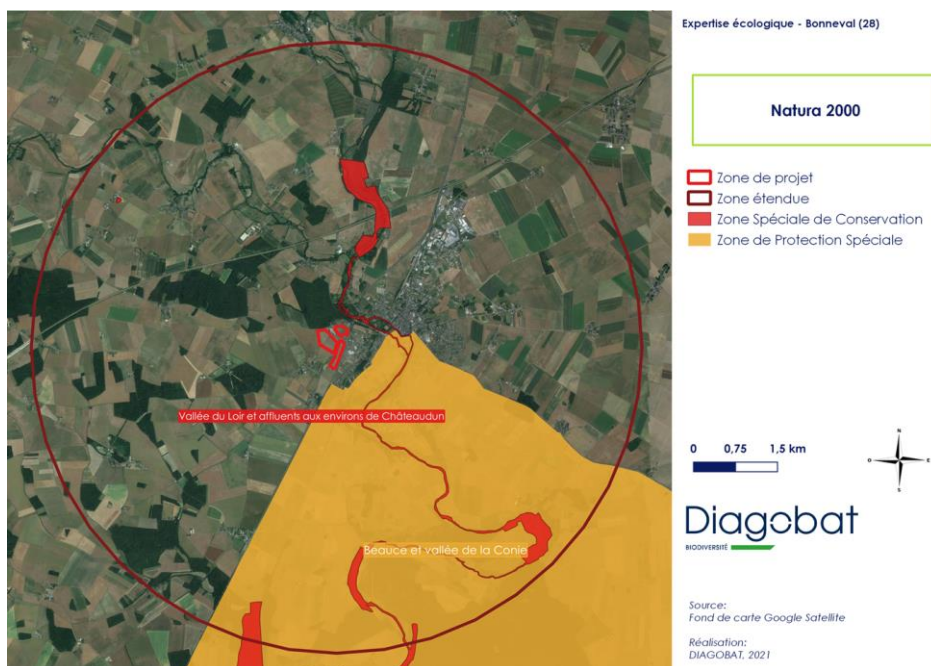 Expertise écologique - Bonneval (28)
Natura 2000
Zone de projet
Zone étendue
Zone Spéciale de Conservation
Zone de Protection Spéciale
Vallée du Loir et affluents aux environs de Châteaudun
Beauce et vallée de la Conie
0 0,75 1,5 km
N
O E
S
Diagobat
BIODIVERSITÉ
Source:
Fond de carte Google Satellite
Réalisation:
DIAGOBAT, 2021